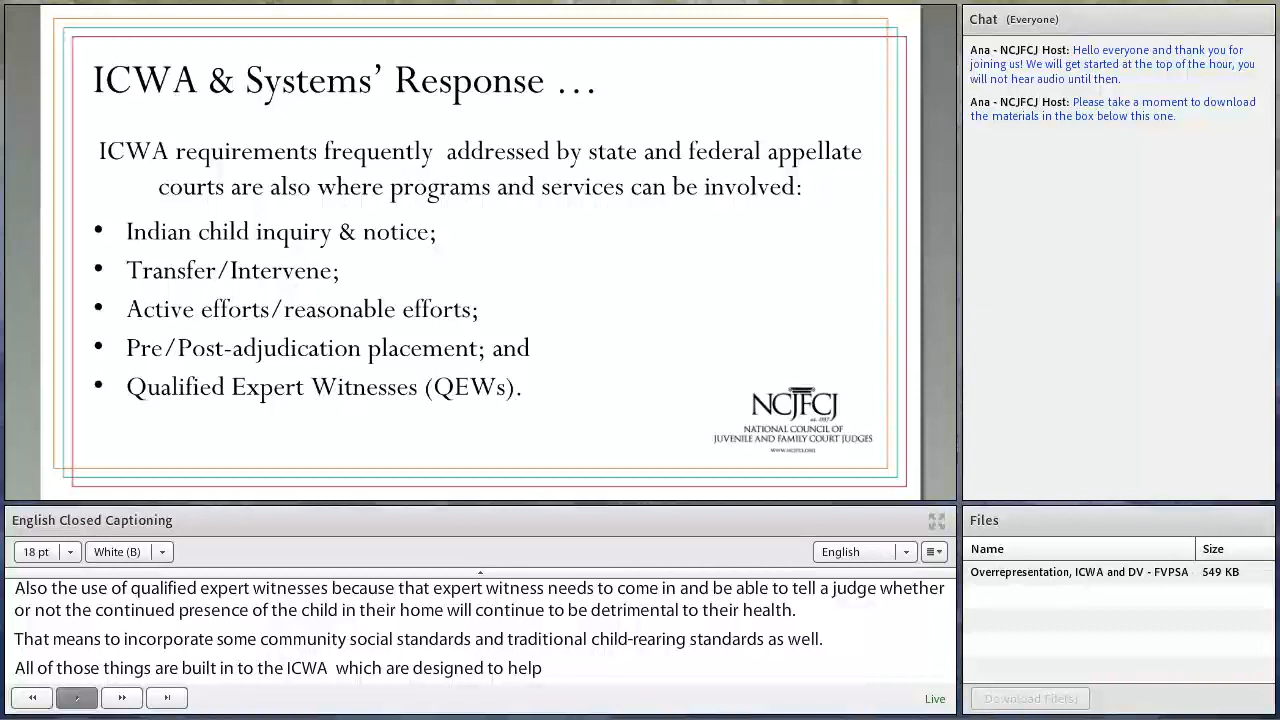 ICWA & Systems’ Response …
ICWA requirements frequently addressed by state and federal appellate
courts are also where programs and services can be involved:
• Indian child inquiry & notice;
• Transfer/Intervene;
• Active efforts/reasonable efforts;
• Pre/Post-adjudication placement; and
• Qualified Expert Witnesses (QEWs).
NCJFCJ
est. 1937
NATIONAL COUNCIL OF
JUVENILE AND FAMILY COURT JUDGES
WWW.NCJFCJ.ORG
Chat (Everyone)
Ana - NCJFCJ Host: Hello everyone and thank you for
joining us! We will get started at the top of the hour, you
will not hear audio until then.
Ana - NCJFCJ Host: Please take a moment to download
the materials in the box below this one.
English Closed Captioning
18 pt
White (B)
English
Also the use of qualified expert witnesses because that expert witness needs to come in and be able to tell a judge whether
or not the continued presence of the child in their home will continue to be detrimental to their health.
That means to incorporate some community social standards and traditional child-rearing standards as well.
All of those things are built in to the ICWA which are designed to help
Live
Files
Name Size
Overrepresentation, ICWA and DV - FVPSA 549 KB
Download File(s)